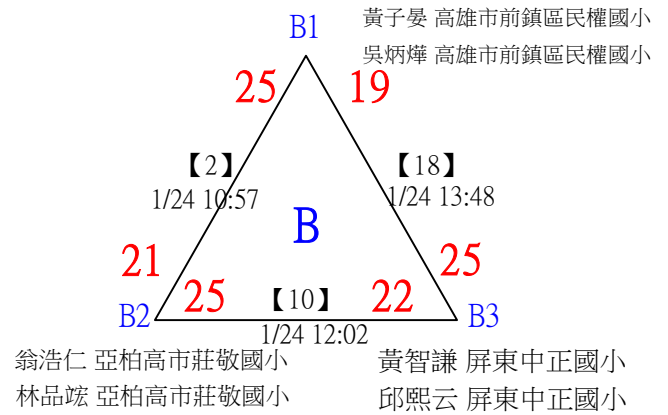 B1
黃子晏 高雄市前鎮區民權國小
吳炳燁 高雄市前鎮區民權國小
25
19
【2】
1/24 10:57
【18】
1/24 13:48
B
21
25
25
【10】
22
B2
B3
1/24 12:02
翁浩仁 亞柏高市莊敬國小
林品竤 亞柏高市莊敬國小
黃智謙 屏東中正國小
邱熙云 屏東中正國小